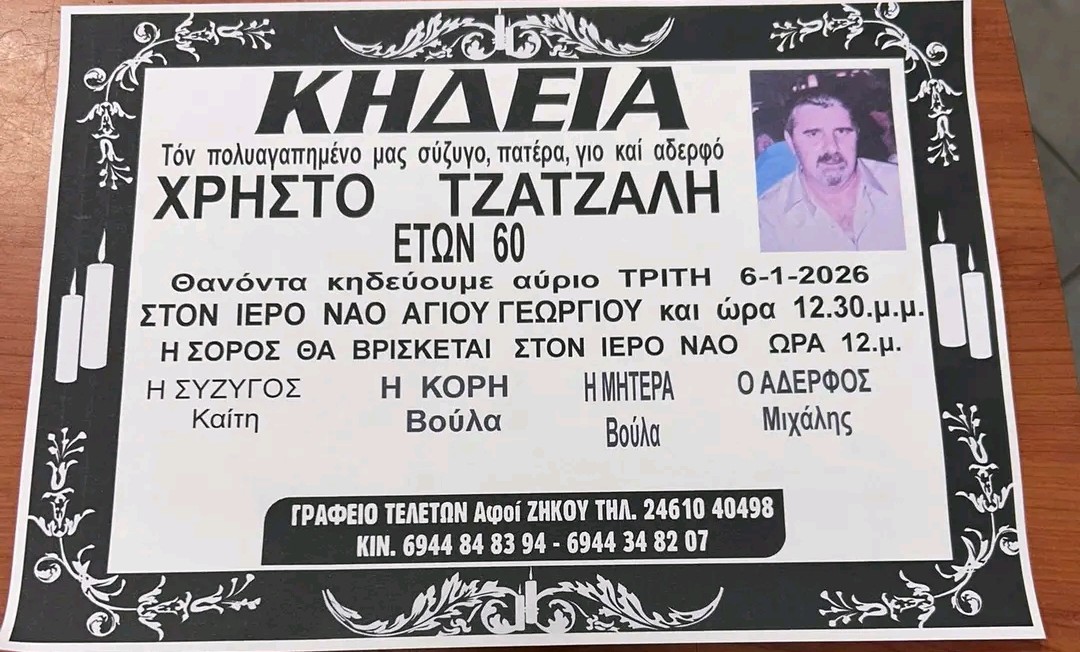 ΚΗΔΕΙΑ
Τόν πολυαγαπημένο μας σύζυγο, πατέρα, γιο καί αδερφό
ΧΡΗΣΤΟ ΤΖΑΤΖΑΛΗ
ΕΤΩΝ 60
Θανόντα κηδεύουμε αύριο ΤΡΙΤΗ 6-1-2026
ΣΤΟΝ ΙΕΡΟ ΝΑΟ ΑΓΙΟΥ ΓΕΩΡΓΙΟΥ και ώρα 12.30.μ.μ.
Η ΣΟΡΟΣ ΘΑ ΒΡΙΣΚΕΤΑΙ ΣΤΟΝ ΙΕΡΟ ΝΑΟ ΩΡΑ 12.μ.
Η ΣΥΖΥΓΟΣ Η ΚΟΡΗ Η ΜΗΤΕΡΑ Ο ΑΔΕΡΦΟΣ
Καίτη Βούλα Βούλα Μιχάλης
ΓΡΑΦΕΙΟ ΤΕΛΕΤΩΝ Αφοί ΖΗΚΟΥ ΤΗΛ. 24610 40498
ΚΙΝ. 6944 84 83 94 - 6944 34 82 07